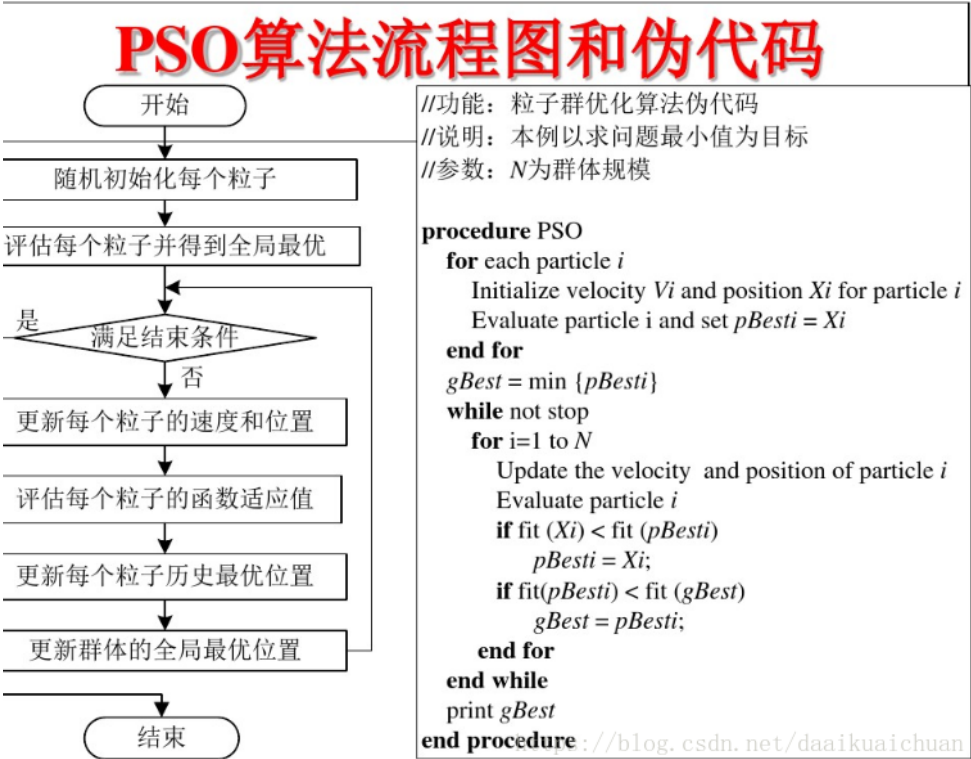 PSO算法流程图和伪代码
开始
随机初始化每个粒子
评估每个粒子并得到全局最优
是
满足结束条件
否
更新每个粒子的速度和位置
评估每个粒子的函数适应值
更新每个粒子历史最优位置
更新群体的全局最优位置
结束
//功能：粒子群优化算法伪代码
//说明：本例以求问题最小值为目标
//参数：N为群体规模
procedure PSO
for each particle i
Initialize velocity Vi and position Xi for particle i
Evaluate particle i and set pBesti = Xi
end for
gBest = min {pBesti}
while not stop
for i=1 to N
Update the velocity and position of particle i
Evaluate particle i
if fit (Xi) < fit (pBesti)
pBesti = Xi;
if fit(pBesti) < fit (gBest)
gBest = pBesti;
end for
end while
print gBest
end procedure
https://blog.csdn.net/daaikuaichuan